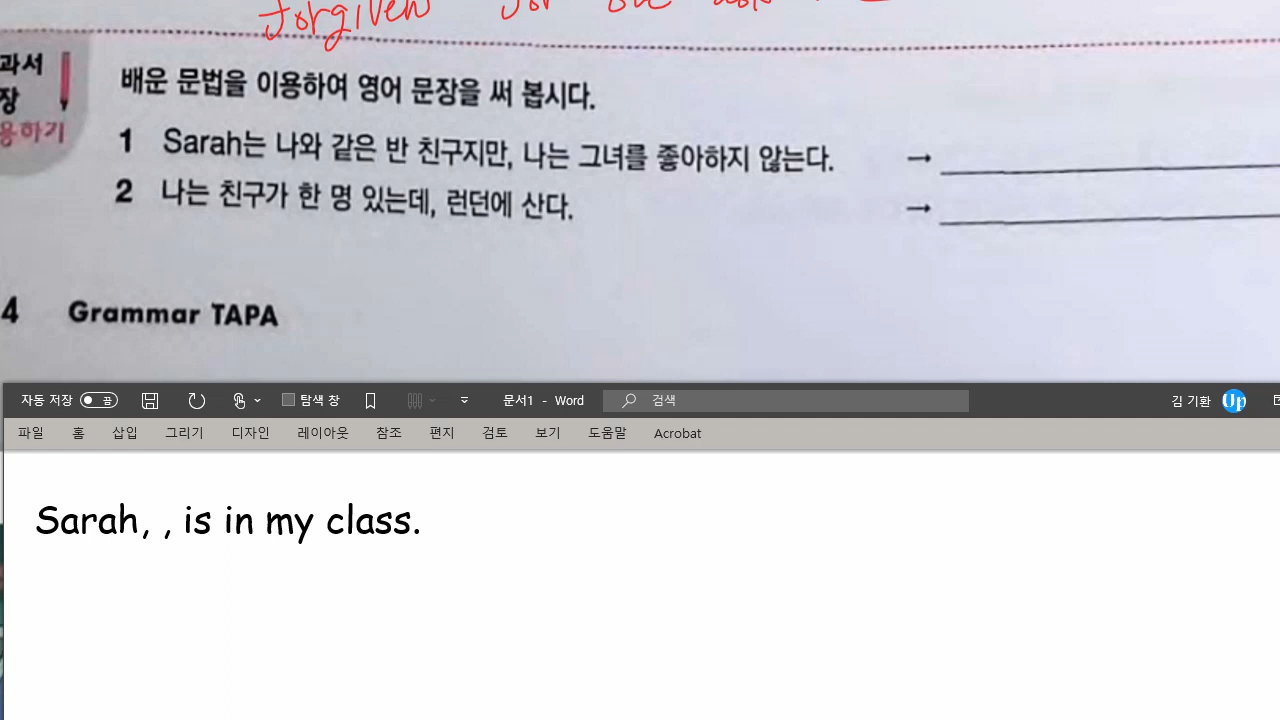 forgiven for
과서
장
용하기
배운 문법을 이용하여 영어 문장을 써 봅시다.
1 Sarah는 나와 같은 반 친구지만, 나는 그녀를 좋아하지 않는다. →
2 나는 친구가 한 명 있는데, 런던에 산다. →
4 Grammar TAPA
자동 저장 끔 탐색 창 문서1 - Word 검색 김 기환 Up
파일 홈 삽입 그리기 디자인 레이아웃 참조 편지 검토 보기 도움말 Acrobat
Sarah, , is in my class.